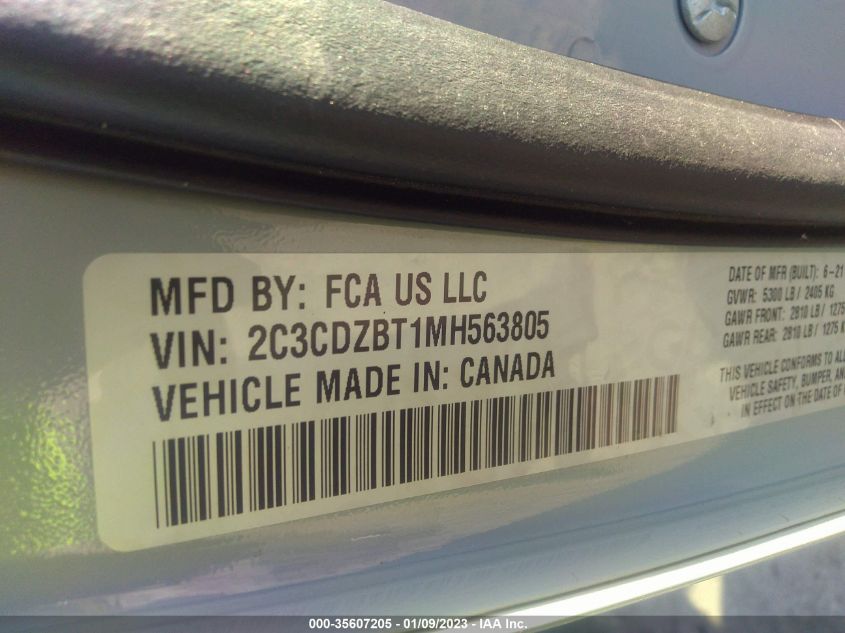 MFD BY: FCA US LLC
VIN: 2C3CDZBT1MH563805
VEHICLE MADE IN: CANADA
DATE OF MFR (BUILT): 6-21
GVWR: 5300 LB / 2405 KG
GAWR FRONT: 2810 LB / 1275
GAWR REAR: 2810 LB / 1275 K
THIS VEHICLE CONFORMS TO ALL
VEHICLE SAFETY, BUMPER, AN
IN EFFECT ON THE DATE OF
000-35607205 - 01/09/2023 - IAA Inc.